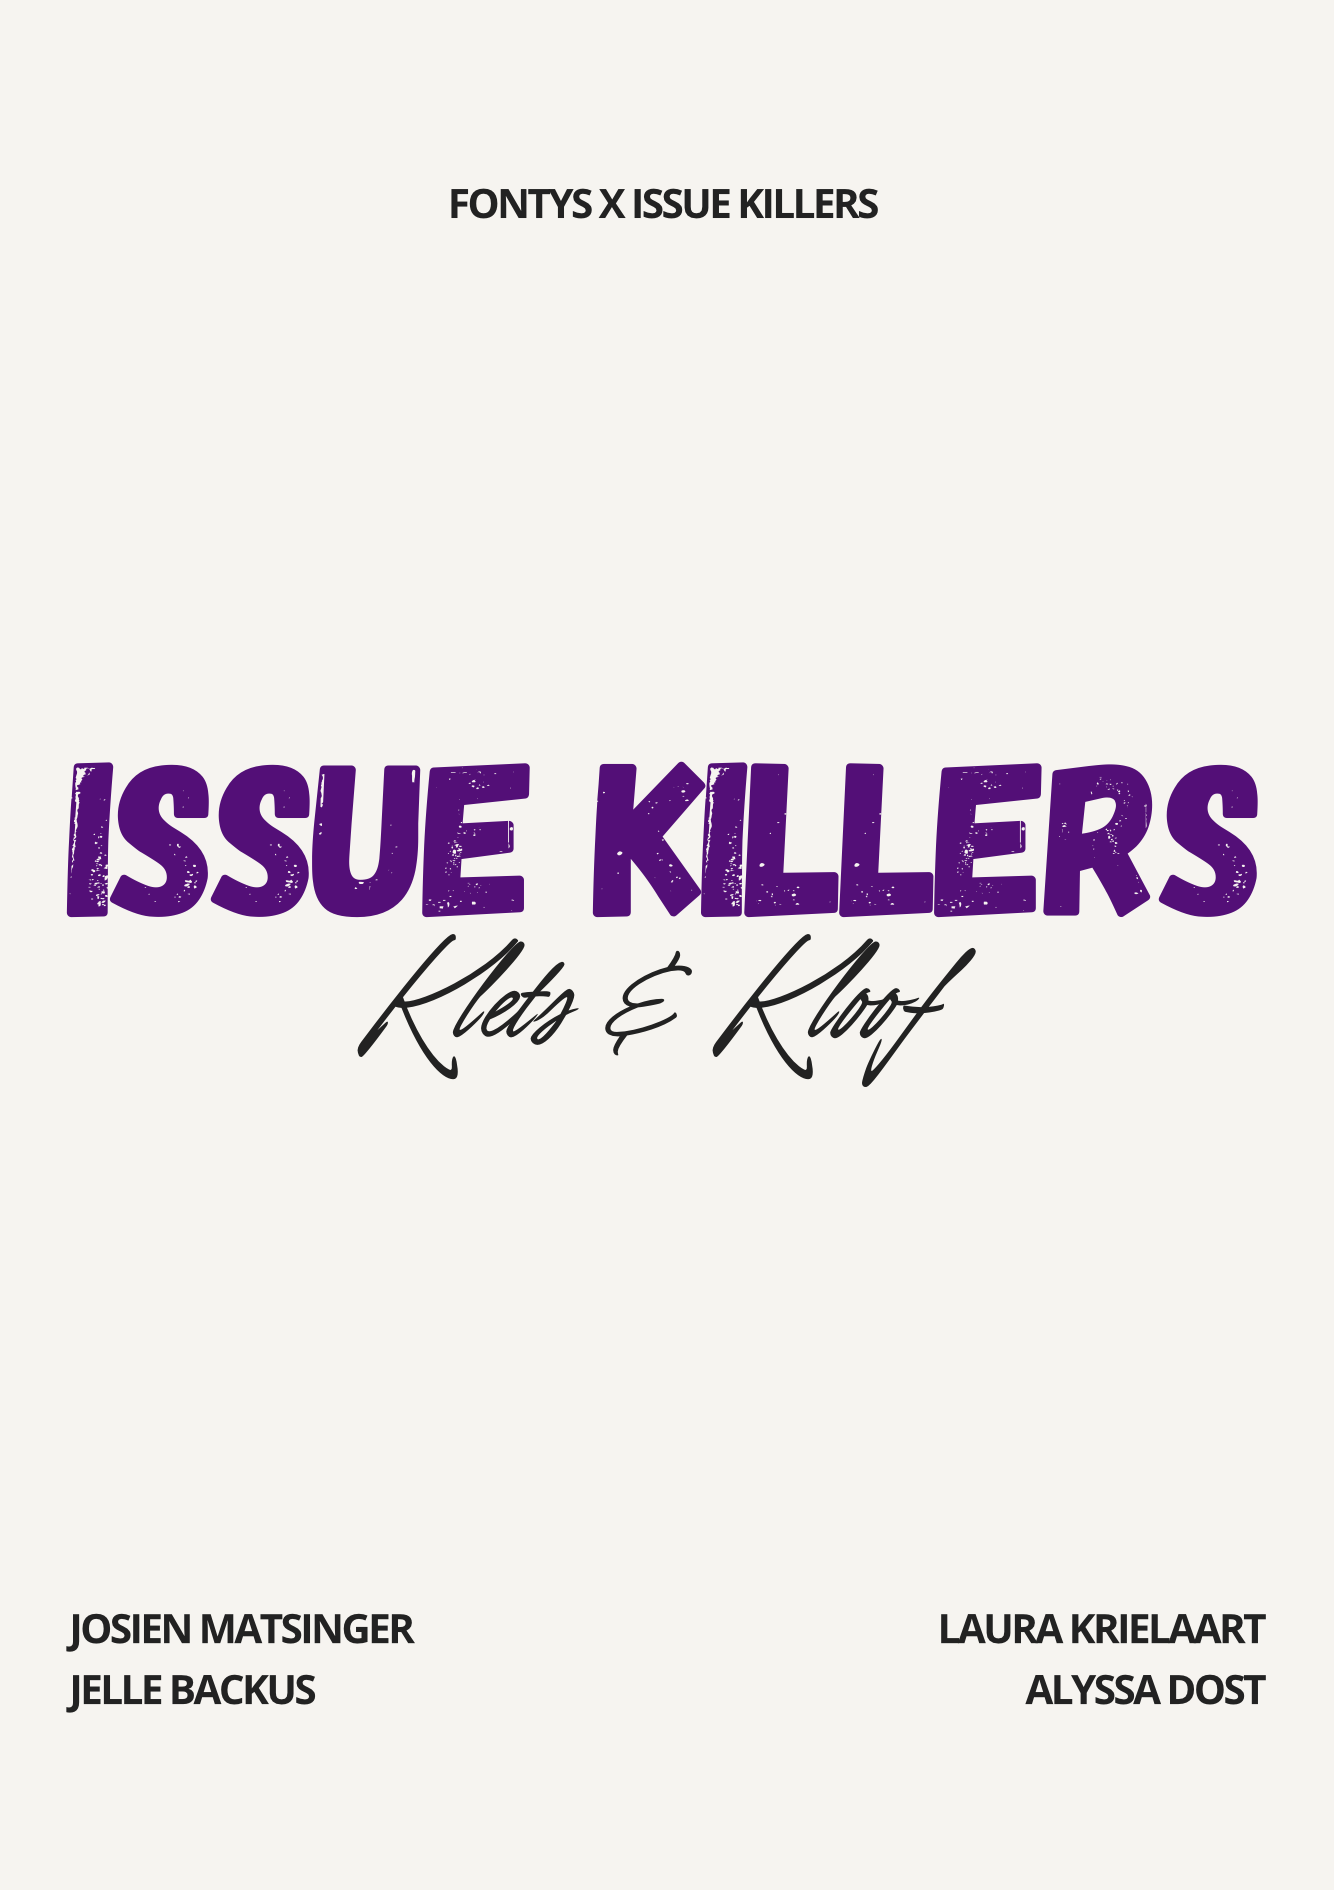 FONTYS X ISSUE KILLERS
ISSUE KILLERS
Klets & Kloof
JOSIEN MATSINGER
JELLE BACKUS
LAURA KRIELAART
ALYSSA DOST